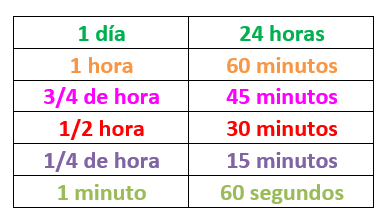 1 día 24 horas
1 hora 60 minutos
3/4 de hora 45 minutos
1/2 hora 30 minutos
1/4 de hora 15 minutos
1 minuto 60 segundos